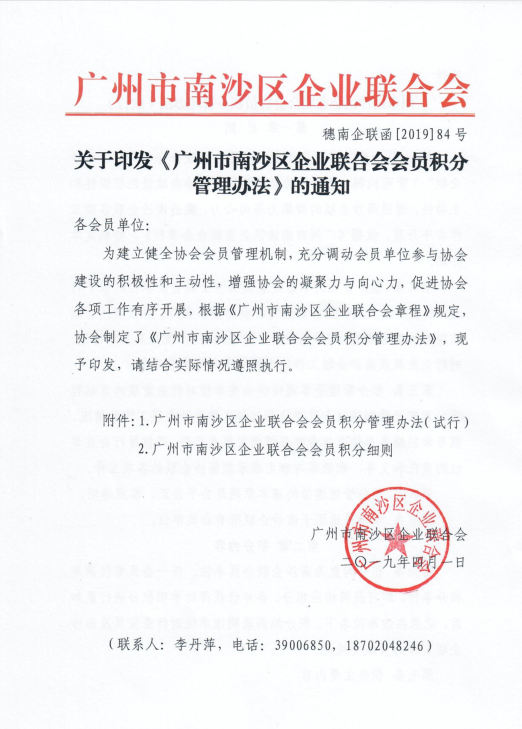 广州市南沙区企业联合会
穗南企联函[2019]84号
关于印发《广州市南沙区企业联合会会员积分
管理办法》的通知
各会员单位：
为建立健全协会会员管理机制，充分调动会员单位参与协会
建设的积极性和主动性，增强协会的凝聚力与向心力，促进协会
各项工作有序开展，根据《广州市南沙区企业联合会章程》规定，
协会制定了《广州市南沙区企业联合会会员积分管理办法》，现
予印发，请结合实际情况遵照执行。
附件：1.广州市南沙区企业联合会会员积分管理办法（试行）
2.广州市南沙区企业联合会会员积分细则
广州市南沙区企业联合会
广州市南沙区企业联合会
二〇一九年四月一日
（联系人：李丹萍，电话：39006850，18702048246）